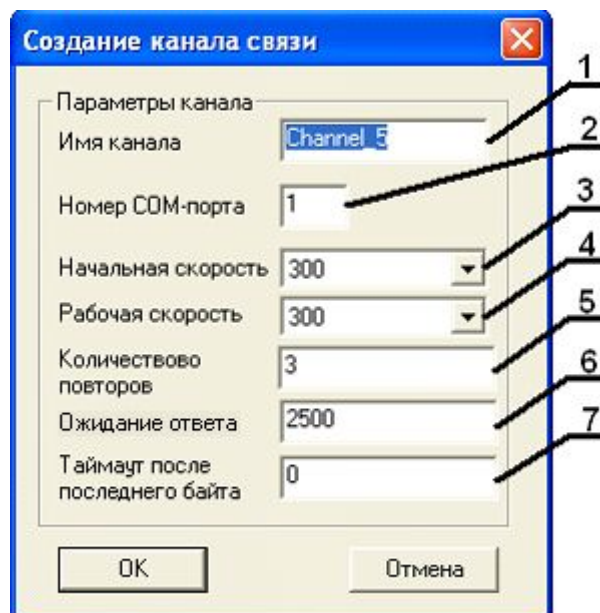 Создание канала связи
1
Параметры канала
Имя канала Channel_5
2
Номер COM-порта 1
3
Начальная скорость 300
4
Рабочая скорость 300
5
Количествово
повторов 3
6
Ожидание ответа 2500
7
Таймаут после
последнего байта 0
OK Отмена